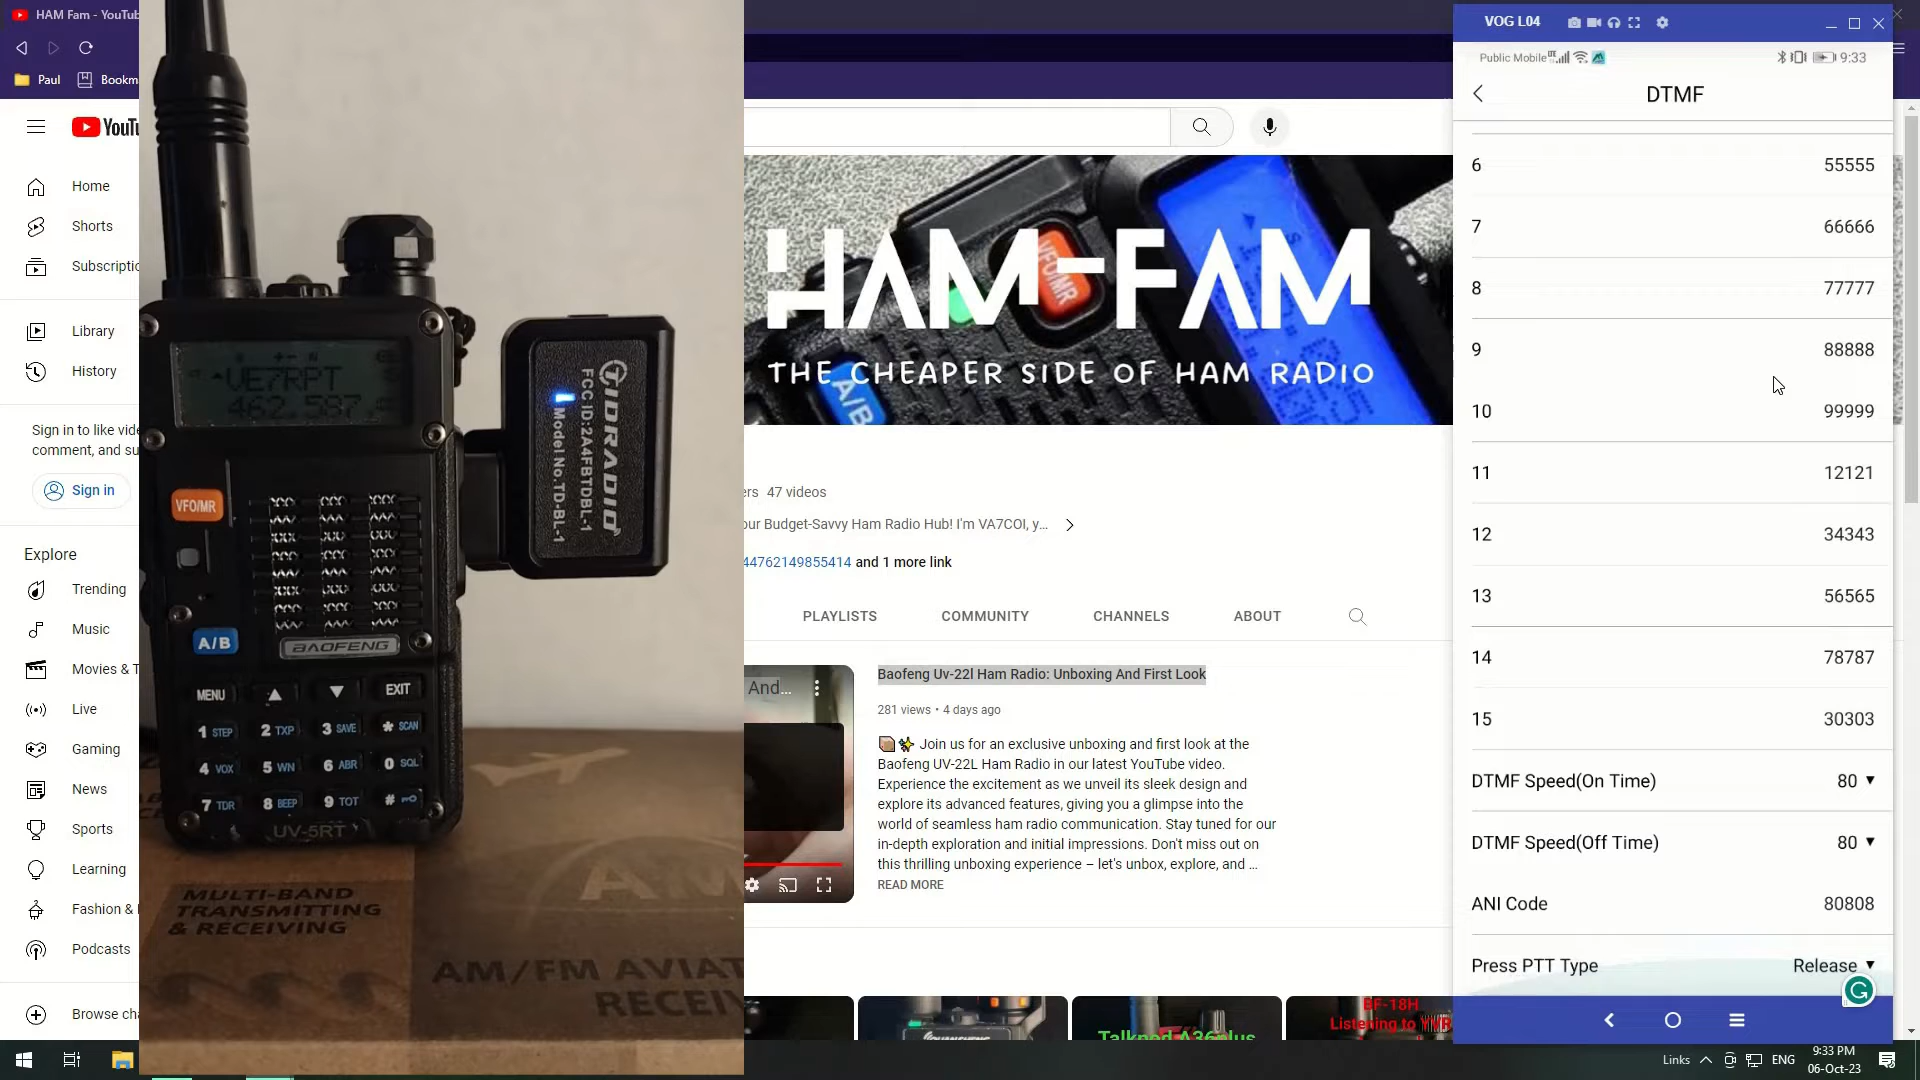 HAM Fam - YouTub
Paul
Bookm
YouTu
Home
Shorts
Subscriptic
Library
History
Sign in to like vide
comment, and su
Sign in
Explore
Trending
Music
Movies & T
Live
Gaming
News
Sports
Learning
Fashion &
Podcasts
Browse cha
VE7RPT
462.587
VFO/MR
A/B
BAOFENG
MENU
EXIT
1 STEP
2 TXP
3 SAVE
* SCAN
4 VOX
5 WN
6 ABR
0 SQL
7 TDR
8 BEEP
9 TOT
#
UV-5RT
TIDRADIO
FCC ID:2A4FBTDBL-1
Model No.TD-BL-1
MULTI-BAND
TRANSMITTING
& RECEIVING
AM/FM AVIAT
RECEIV
VFO/MR
A/B
HAM-FAM
THE CHEAPER SIDE OF HAM RADIO
ers 47 videos
our Budget-Savvy Ham Radio Hub! I'm VA7COI, y...
44762149855414 and 1 more link
PLAYLISTS
COMMUNITY
CHANNELS
ABOUT
And...
Baofeng Uv-22l Ham Radio: Unboxing And First Look
281 views • 4 days ago
Join us for an exclusive unboxing and first look at the
Baofeng UV-22L Ham Radio in our latest YouTube video.
Experience the excitement as we unveil its sleek design and
explore its advanced features, giving you a glimpse into the
world of seamless ham radio communication. Stay tuned for our
in-depth exploration and initial impressions. Don't miss out on
this thrilling unboxing experience – let's unbox, explore, and ...
READ MORE
Talkpod A36plus
BF-18H
Listening to YVR
VOG L04
Public Mobile
9:33
DTMF
6 55555
7 66666
8 77777
9 88888
10 99999
11 12121
12 34343
13 56565
14 78787
15 30303
DTMF Speed(On Time) 80
DTMF Speed(Off Time) 80
ANI Code 80808
Press PTT Type Release
Links
ENG
9:33 PM
06-Oct-23